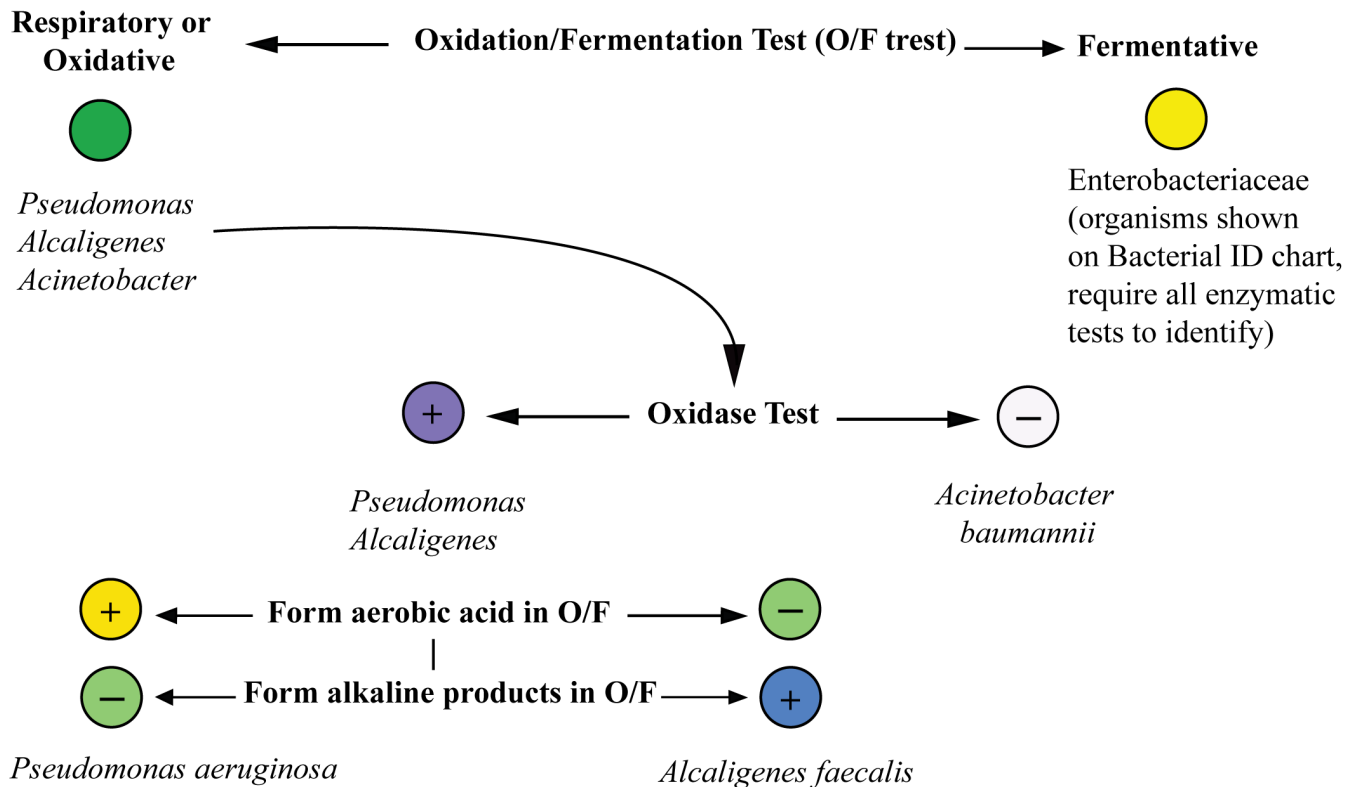 Respiratory or
Oxidative
Oxidation/Fermentation Test (O/F trest)
Fermentative
Pseudomonas
Alcaligenes
Acinetobacter
Enterobacteriaceae
(organisms shown
on Bacterial ID chart,
require all enzymatic
tests to identify)
+
Oxidase Test
−
Pseudomonas
Alcaligenes
Acinetobacter
baumannii
+
Form aerobic acid in O/F
−
−
Form alkaline products in O/F
+
Pseudomonas aeruginosa
Alcaligenes faecalis